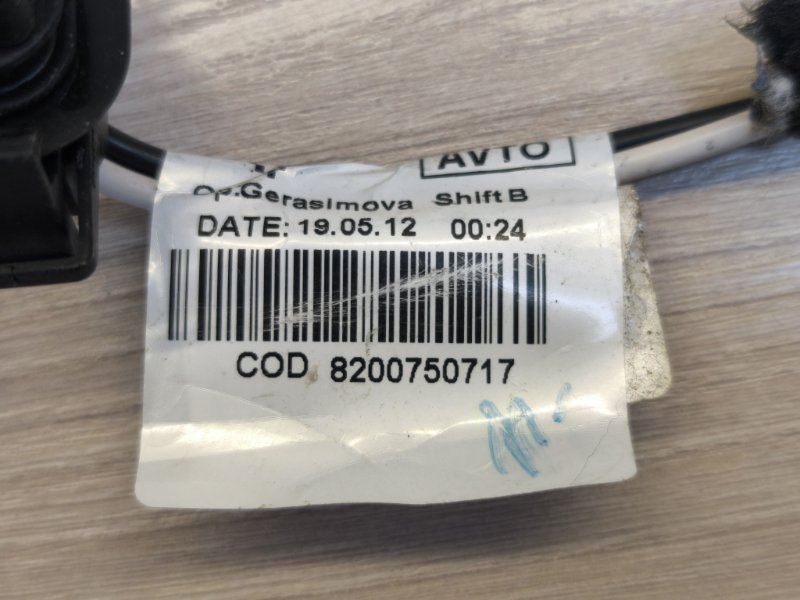 AVTO
Op.Gerasimova Shift B
DATE: 19.05.12 00:24
COD 8200750717